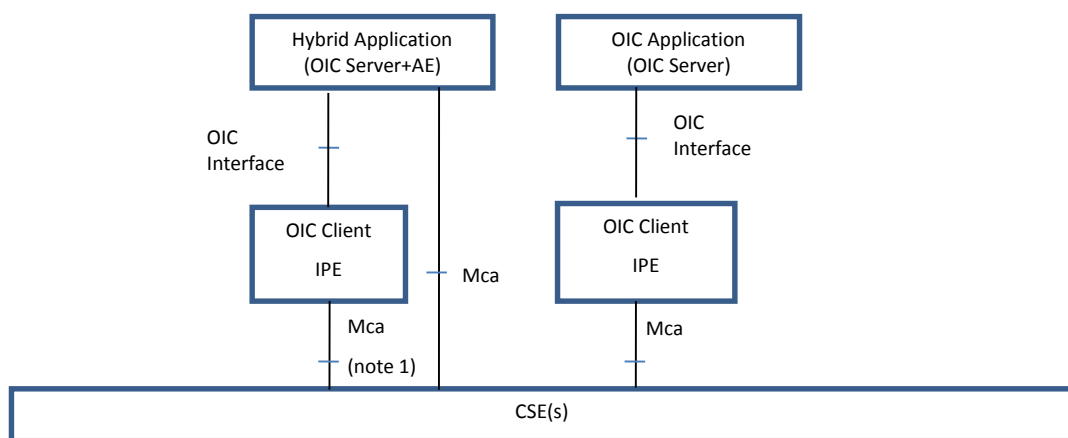 Hybrid Application
(OIC Server+AE)
OIC Application
(OIC Server)
OIC
Interface
OIC
Interface
OIC Client
IPE
OIC Client
IPE
Mca
Mca
(note 1)
Mca
CSE(s)